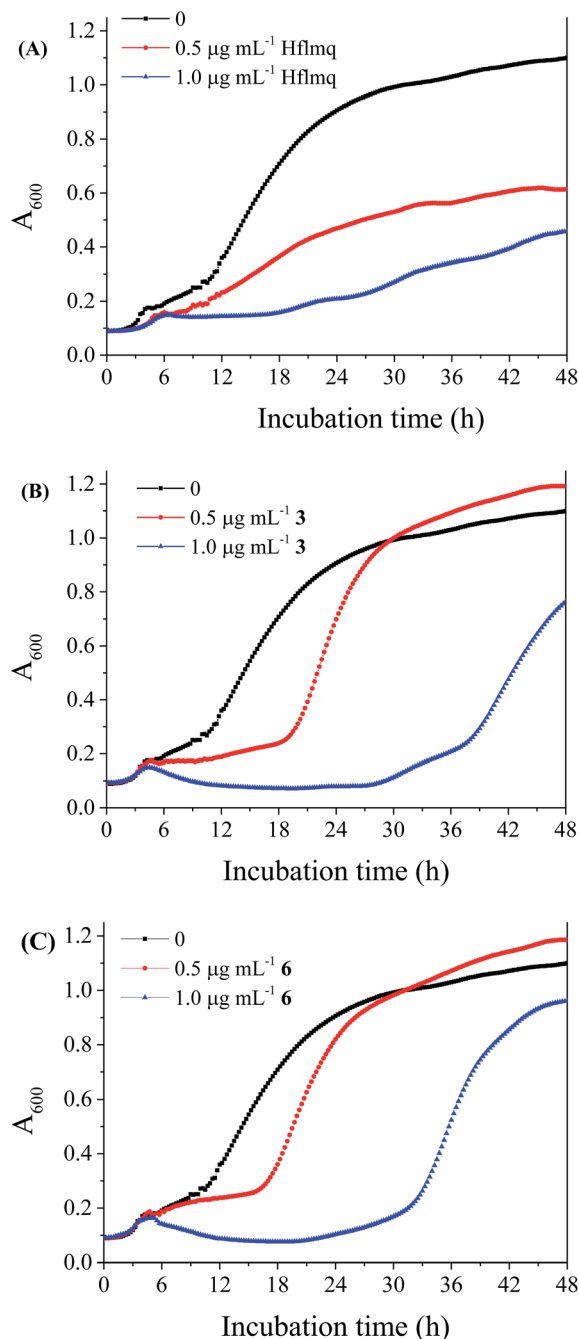 (A)
0
0.5 μg mL⁻¹ Hflmq
1.0 μg mL⁻¹ Hflmq
1.2
1.0
0.8
0.6
0.4
0.2
0.0
A₆₀₀
0 6 12 18 24 30 36 42 48
Incubation time (h)
(B)
0
0.5 μg mL⁻¹ 3
1.0 μg mL⁻¹ 3
1.2
1.0
0.8
0.6
0.4
0.2
0.0
A₆₀₀
0 6 12 18 24 30 36 42 48
Incubation time (h)
(C)
0
0.5 μg mL⁻¹ 6
1.0 μg mL⁻¹ 6
1.2
1.0
0.8
0.6
0.4
0.2
0.0
A₆₀₀
0 6 12 18 24 30 36 42 48
Incubation time (h)